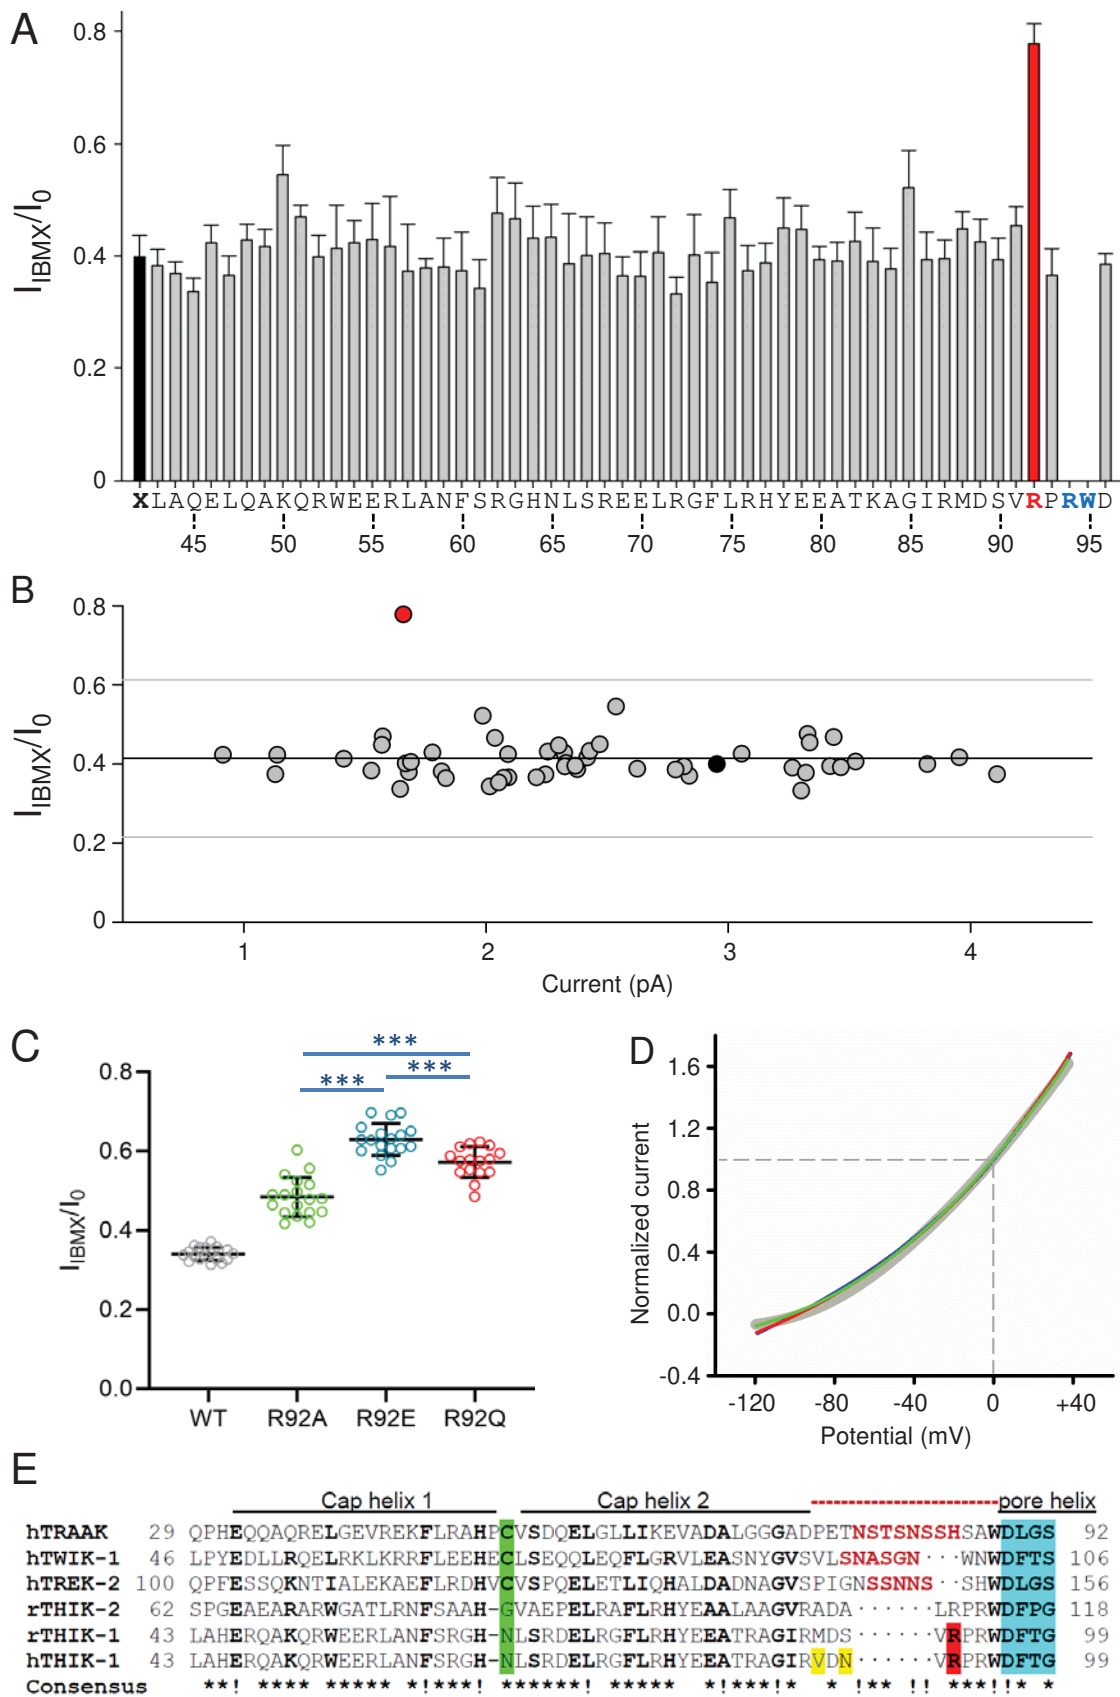 A
I_IBMX/I_0
0.8
0.6
0.4
0.2
0
XLAQELQAKQRWEERLANFSRGHNLSREELRGFLRHYEEATKAGIRMDSVRPRWD
45 50 55 60 65 70 75 80 85 90 95
B
I_IBMX/I_0
0.8
0.6
0.4
0.2
0
1 2 3 4
Current (pA)
C
I_IBMX/I_0
***
***
***
0.8
0.6
0.4
0.2
0.0
WT R92A R92E R92Q
D
Normalized current
1.6
1.2
0.8
0.4
0.0
-0.4
-120 -80 -40 0 +40
Potential (mV)
E
Cap helix 1 Cap helix 2 pore helix
hTRAAK 29 QPHEQQAQRELGEVREKFLRAHPCVSDQELGLLIKEVADALGGGADPETNSTSNSSHSAWDLGS 92
hTWIK-1 46 LPYEDLLRQELRKLKRRFLEEHECLSEQQLEQFLGRVLEASNYGVSVLSNASGN···WNWDFTS 106
hTREK-2 100 QPFESSQKNTIALEKAEFLRDHVCVSPQELETLIQHALDADNAGVSPIGNSSNNS··SHWDLGS 156
rTHIK-2 62 SPGEAEARARWGATLRNFSAAH-GVAEPELRAFLRHYEAALAAGVRADA······LRPRWDFPG 118
rTHIK-1 43 LAHERQAKQRWEERLANFSRGH-NLSRDELRGFLRHYEEATRAGIRMDS······VRPRWDFTG 99
hTHIK-1 43 LAHERQAKQRWEERLANFSRGH-NLSRDELRGFLRHYEEATRAGIRVDN······VRPRWDFTG 99
Consensus **! **** ***** *!****! ****!** ***** *!***!* * ** !! ***!! * *